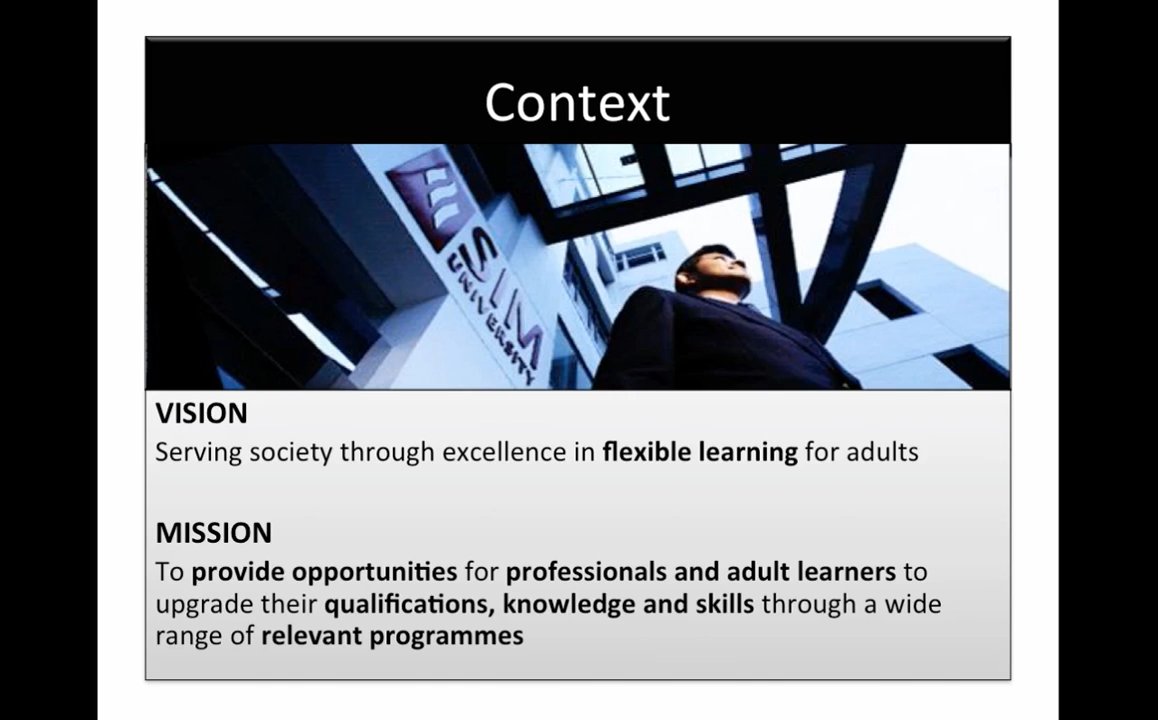 Context
SIM
UNIVERSITY
VISION
Serving society through excellence in flexible learning for adults
MISSION
To provide opportunities for professionals and adult learners to
upgrade their qualifications, knowledge and skills through a wide
range of relevant programmes